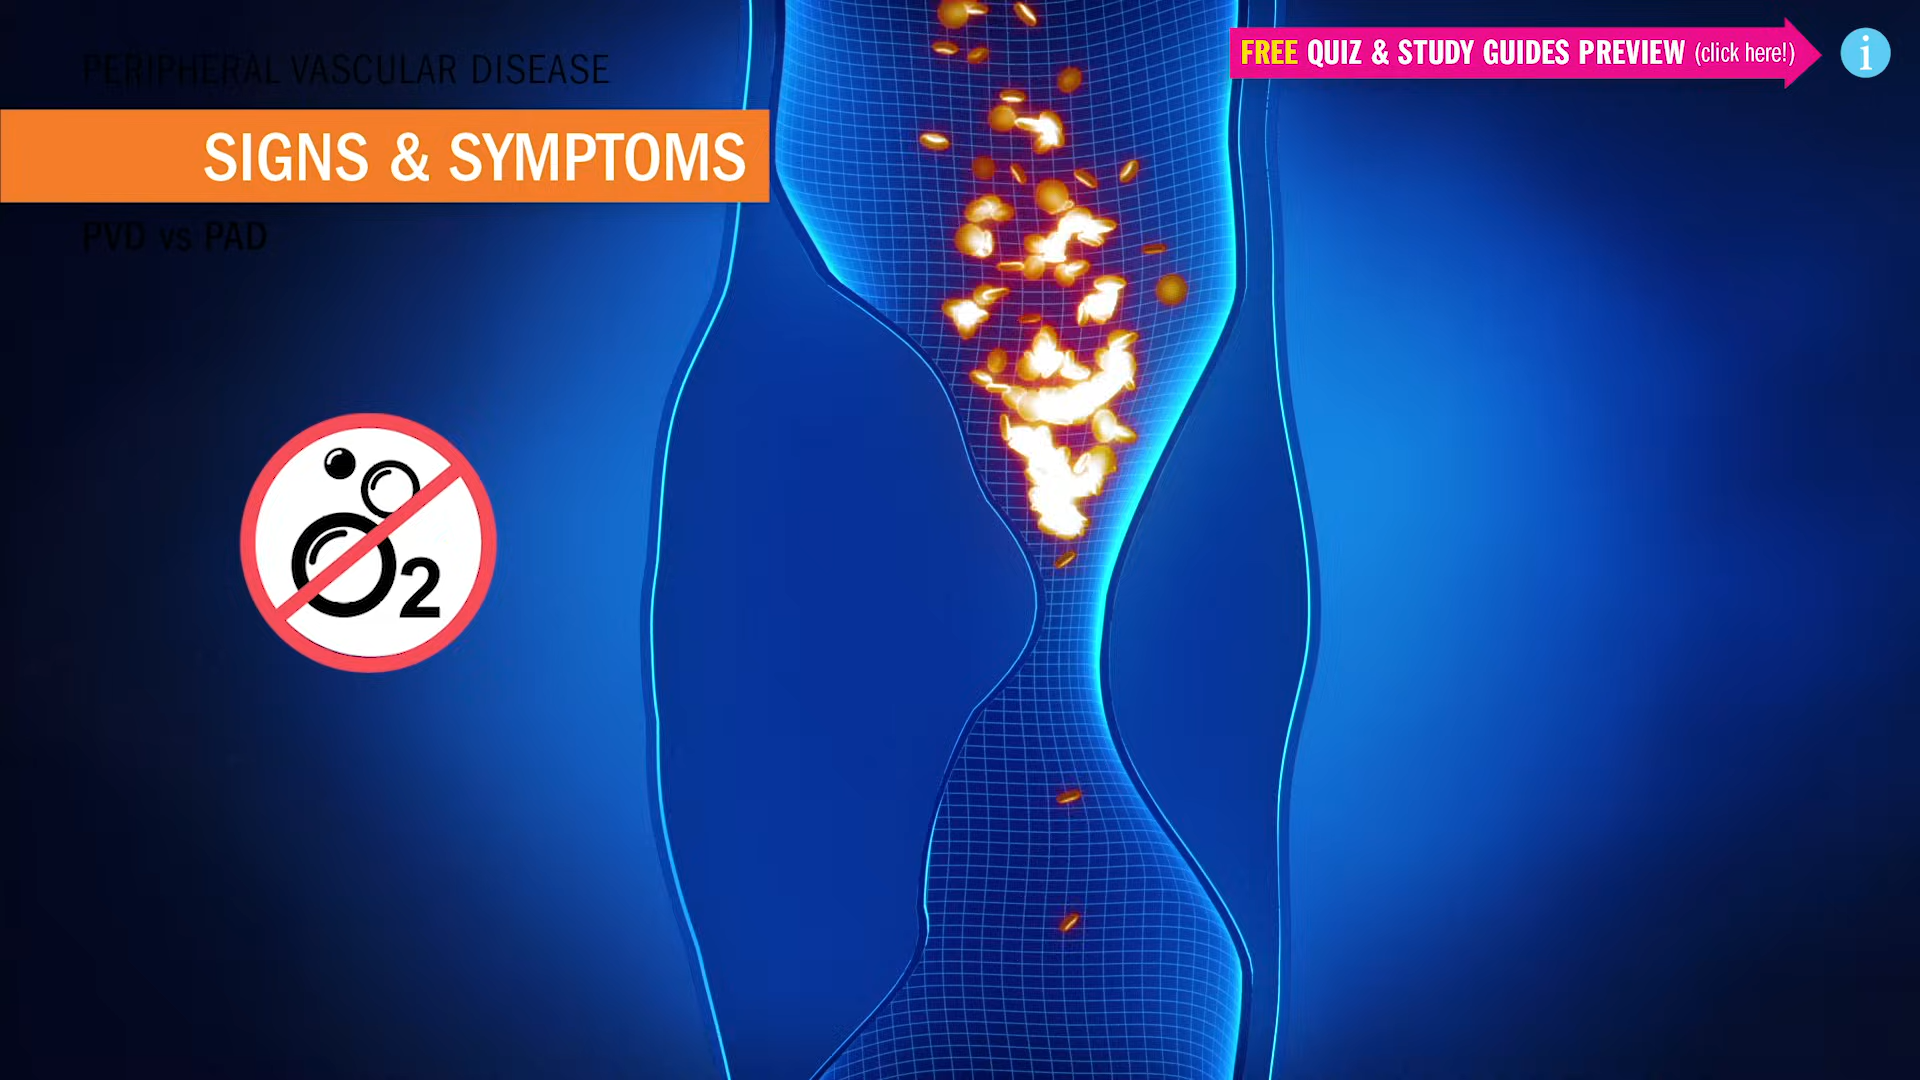 PERIPHERAL VASCULAR DISEASE
FREE QUIZ & STUDY GUIDES PREVIEW (click here!) i
SIGNS & SYMPTOMS
PVD vs PAD
O2